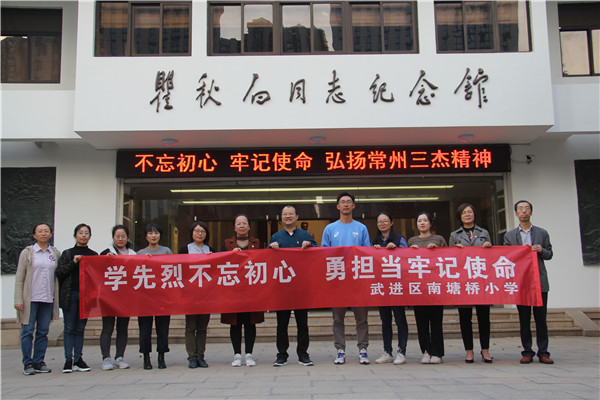 瞿秋白同志纪念馆
不忘初心 牢记使命 弘扬常州三杰精神
学先烈不忘初心 勇担当牢记使命
武进区南塘桥小学